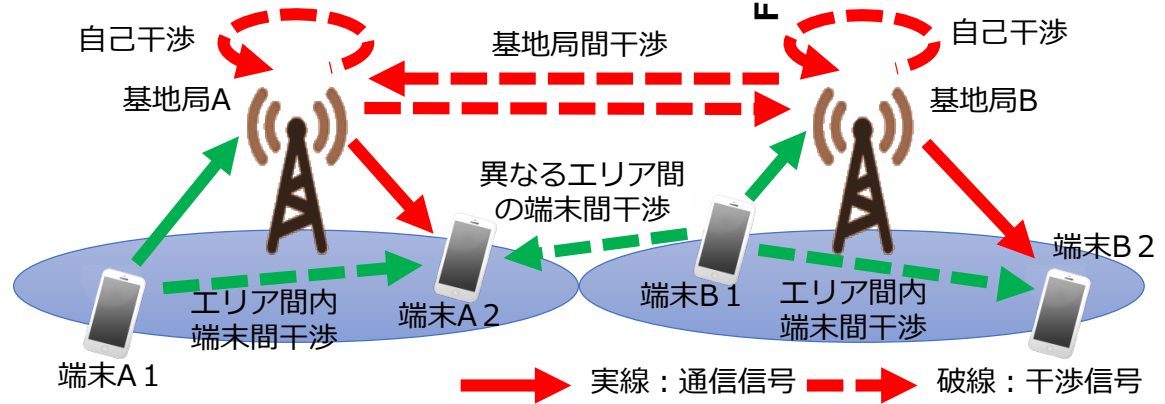 F
自己干渉
基地局間干渉
自己干渉
基地局A
基地局B
異なるエリア間
の端末間干渉
端末B２
エリア間内
端末間干渉
端末A２
端末B１
エリア間内
端末間干渉
端末A１
実線：通信信号
破線：干渉信号